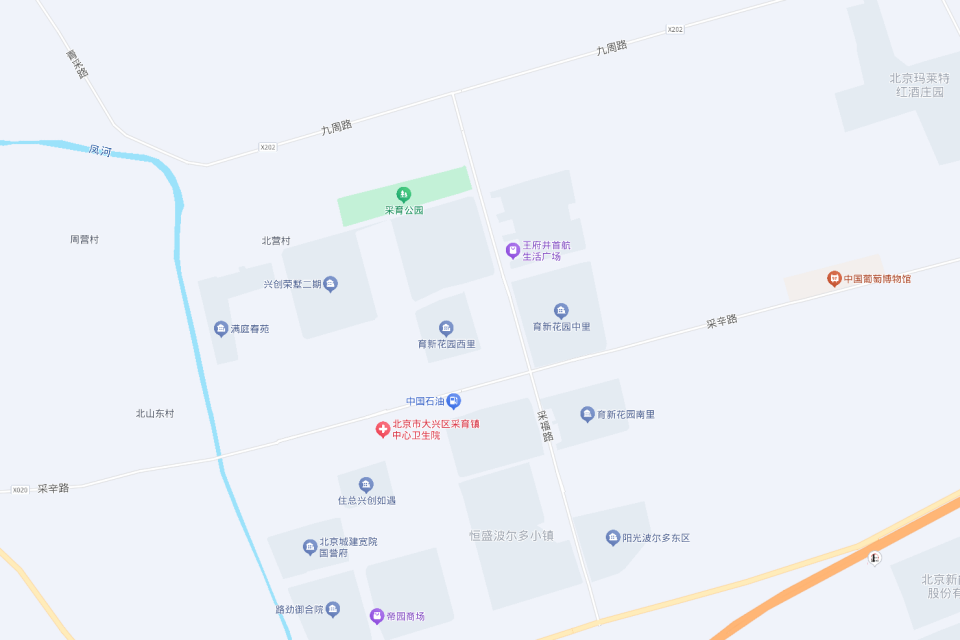 青采路
九周路
X202
九周路
X202
凤河
北京玛莱特
红酒庄园
采育公园
周营村
北营村
王府井首航
生活广场
兴创荣墅二期
中国葡萄博物馆
满庭春苑
育新花园中里
采辛路
育新花园西里
中国石油
北山东村
北京市大兴区采育镇
中心卫生院
采福路
育新花园南里
X020
采辛路
住总兴创如遇
恒盛波尔多小镇
阳光波尔多东区
北京城建宽院
国誉府
北京新
股份有
路劲御合院
帝园商场